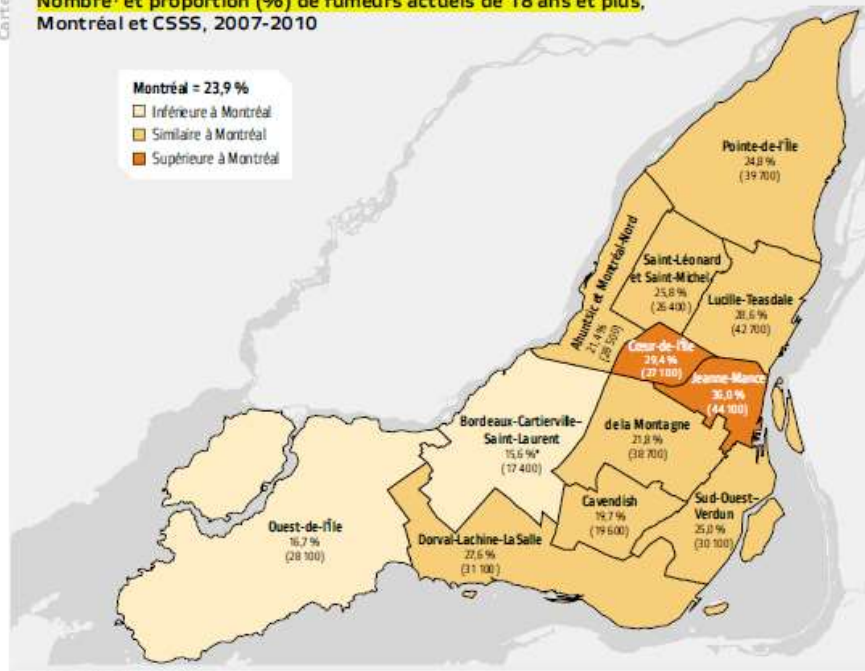 Carte
Nombre¹ et proportion (%) de fumeurs actuels de 18 ans et plus,
Montréal et CSSS, 2007-2010
Montréal = 23,9 %
Inférieure à Montréal
Similaire à Montréal
Supérieure à Montréal
Pointe-de-l'Île
24,8 %
(39 700)
Ahuntsic et Montréal-Nord
21,4 %
(28 500)
Saint-Léonard
et Saint-Michel
25,8 %
(26 400)
Lucille-Teasdale
28,6 %
(42 700)
Cœur-de-l'Île
29,4 %
(27 100)
Jeanne-Mance
36,0 %
(44 100)
Bordeaux-Cartierville–
Saint-Laurent
15,6 %*
(17 400)
de la Montagne
21,8 %
(38 700)
Cavendish
19,7 %
(19 600)
Sud-Ouest–
Verdun
25,0 %
(30 100)
Ouest-de-l'Île
16,7 %
(28 100)
Dorval-Lachine-LaSalle
27,6 %
(31 100)